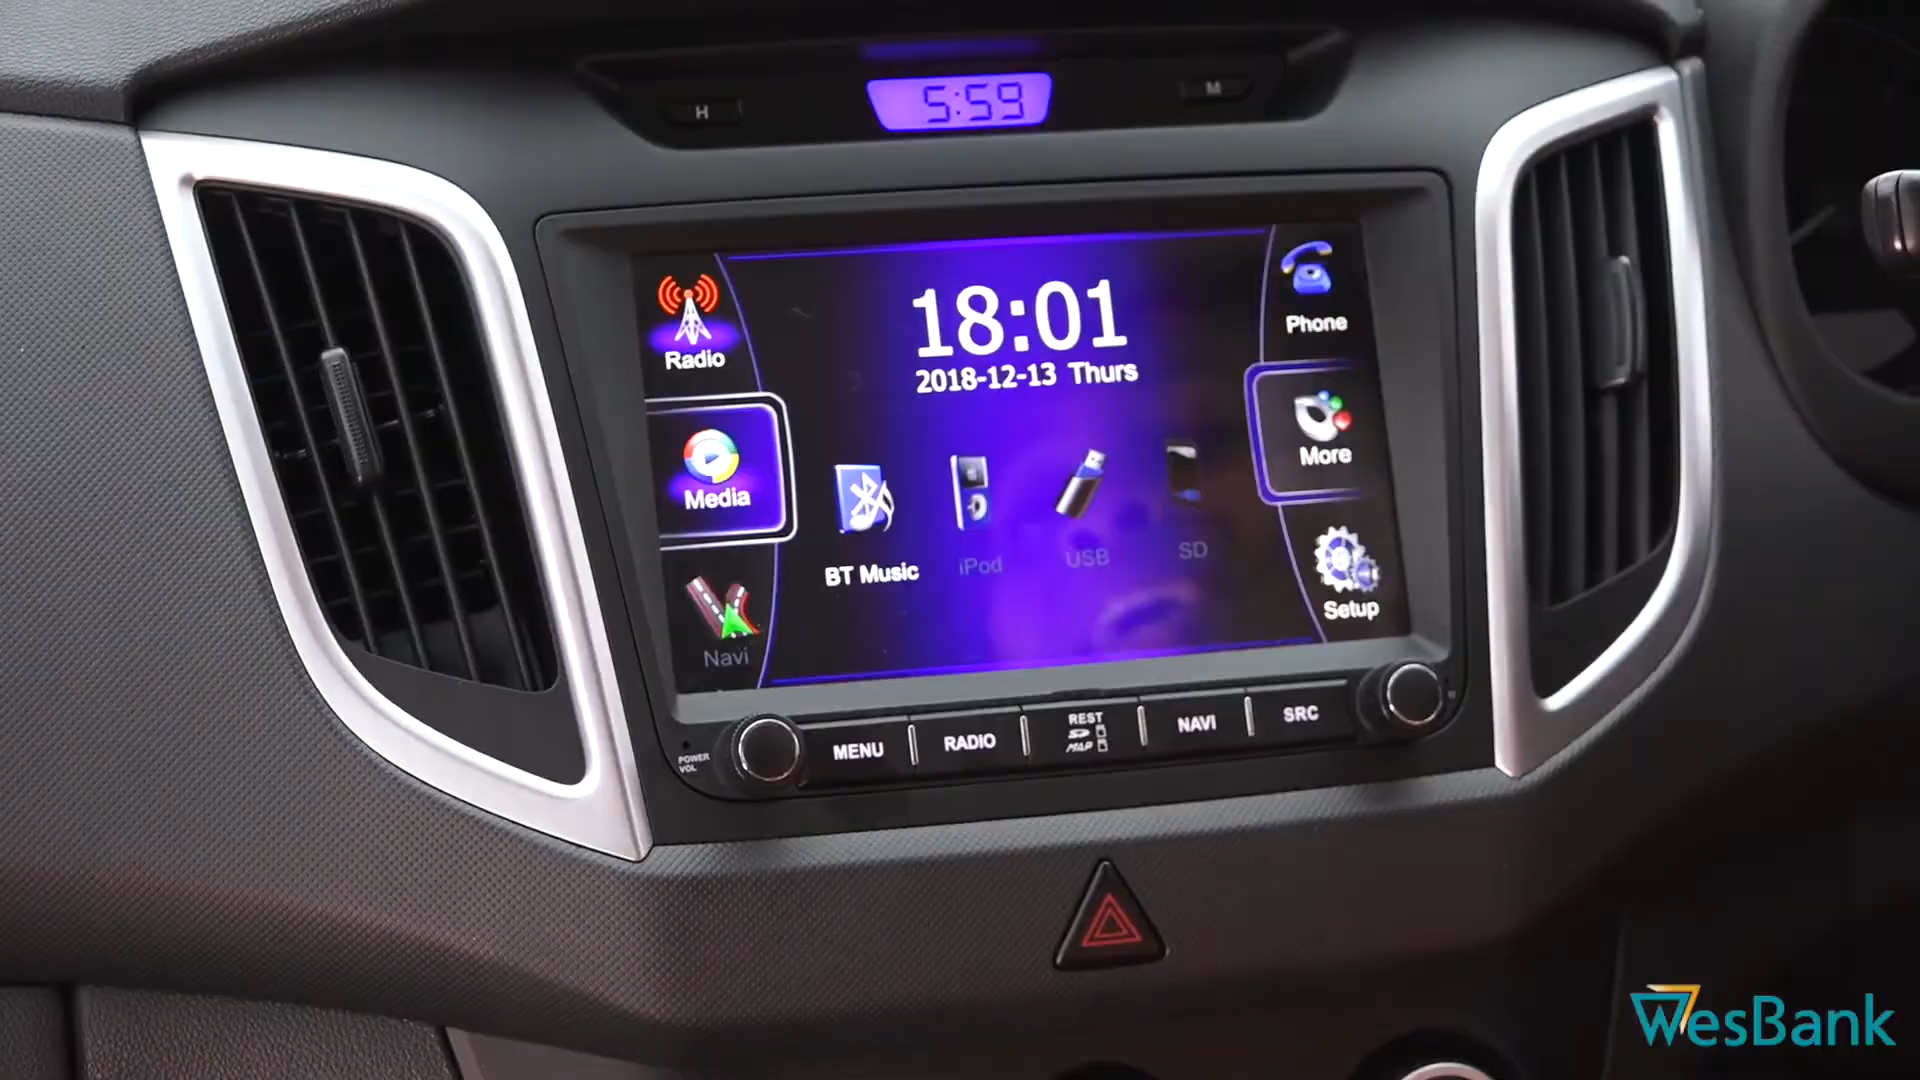 H
5:59
M
18:01
2018-12-13 Thurs
Radio
Media
Navi
BT Music
iPod
USB
SD
Phone
More
Setup
POWER
VOL
MENU
RADIO
REST
SD
MAP
NAVI
SRC
WesBank